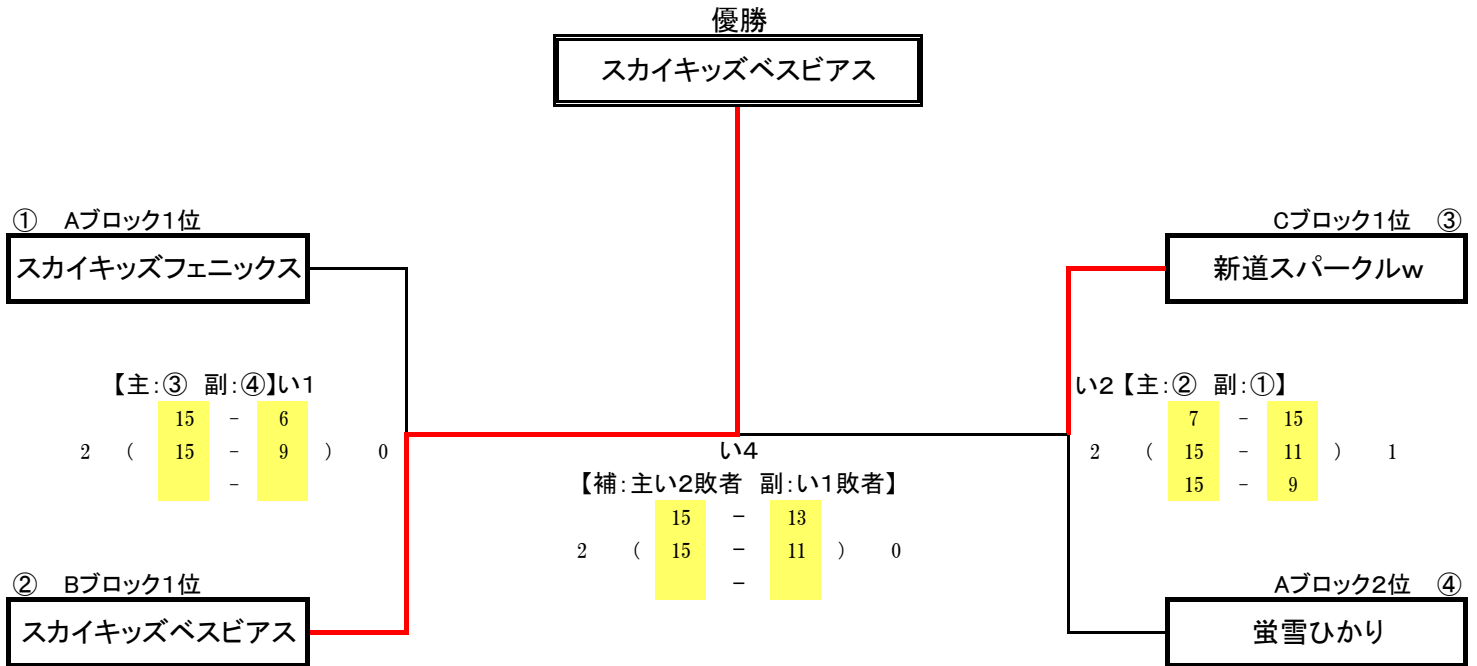 優勝
スカイキッズベスビアス
① Aブロック1位
スカイキッズフェニックス
Cブロック1位 ③
新道スパークルw
【主:③ 副:④】い1
15 - 6
2 ( 15 - 9 ) 0
-
い2【主:② 副:①】
7 - 15
2 ( 15 - 11 ) 1
15 - 9
い4
【補:主い2敗者 副:い1敗者】
15 - 13
2 ( 15 - 11 ) 0
-
② Bブロック1位
スカイキッズベスビアス
Aブロック2位 ④
蛍雪ひかり